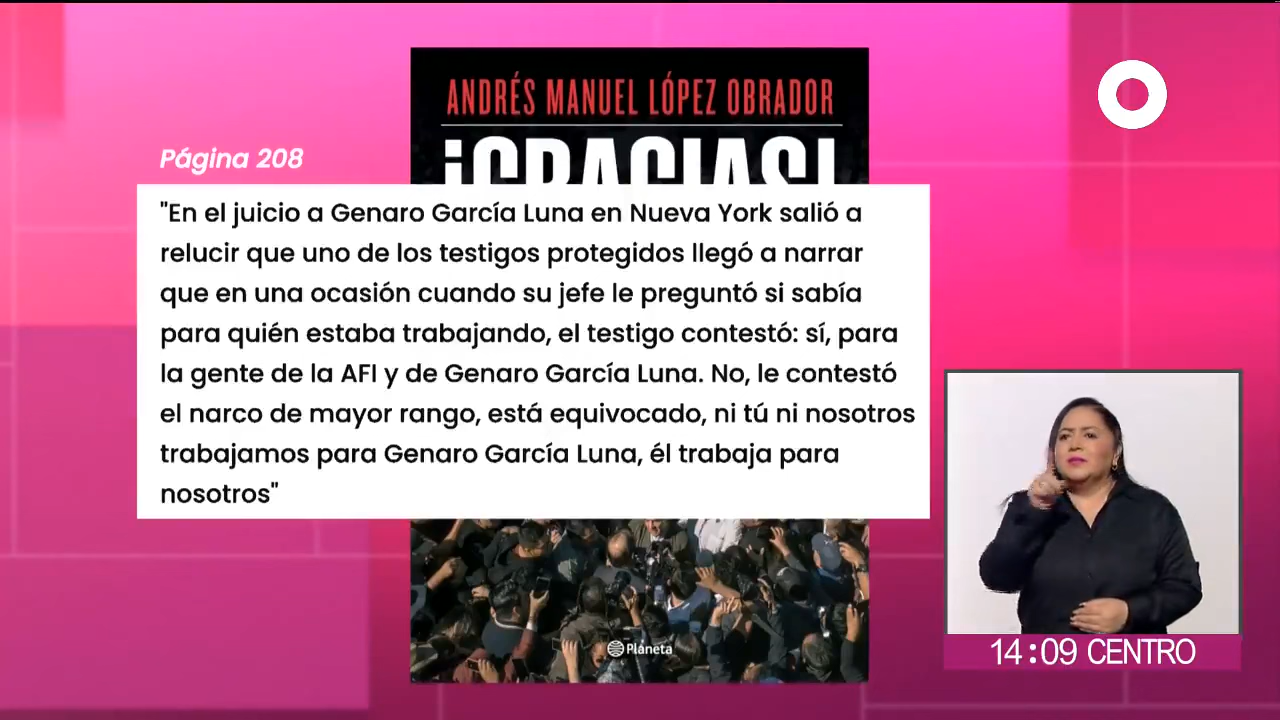 ANDRÉS MANUEL LÓPEZ OBRADOR
¡GRACIAS!
Página 208
"En el juicio a Genaro García Luna en Nueva York salió a
relucir que uno de los testigos protegidos llegó a narrar
que en una ocasión cuando su jefe le preguntó si sabía
para quién estaba trabajando, el testigo contestó: sí, para
la gente de la AFI y de Genaro García Luna. No, le contestó
el narco de mayor rango, está equivocado, ni tú ni nosotros
trabajamos para Genaro García Luna, él trabaja para
nosotros"
Planeta
14:09 CENTRO